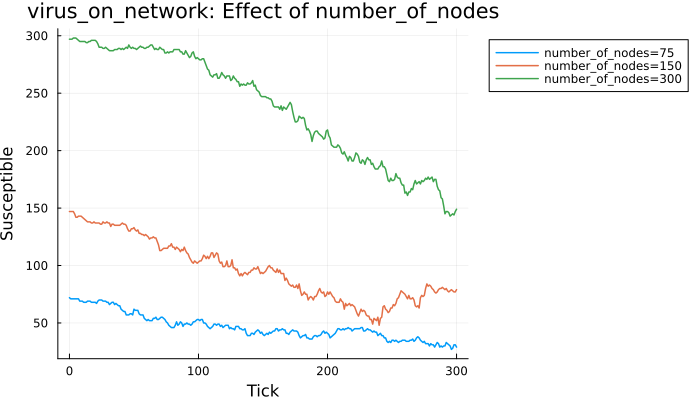 virus_on_network: Effect of number_of_nodes
number_of_nodes=75
number_of_nodes=150
number_of_nodes=300
300
250
200
150
100
50
Susceptible
0
100
200
300
Tick